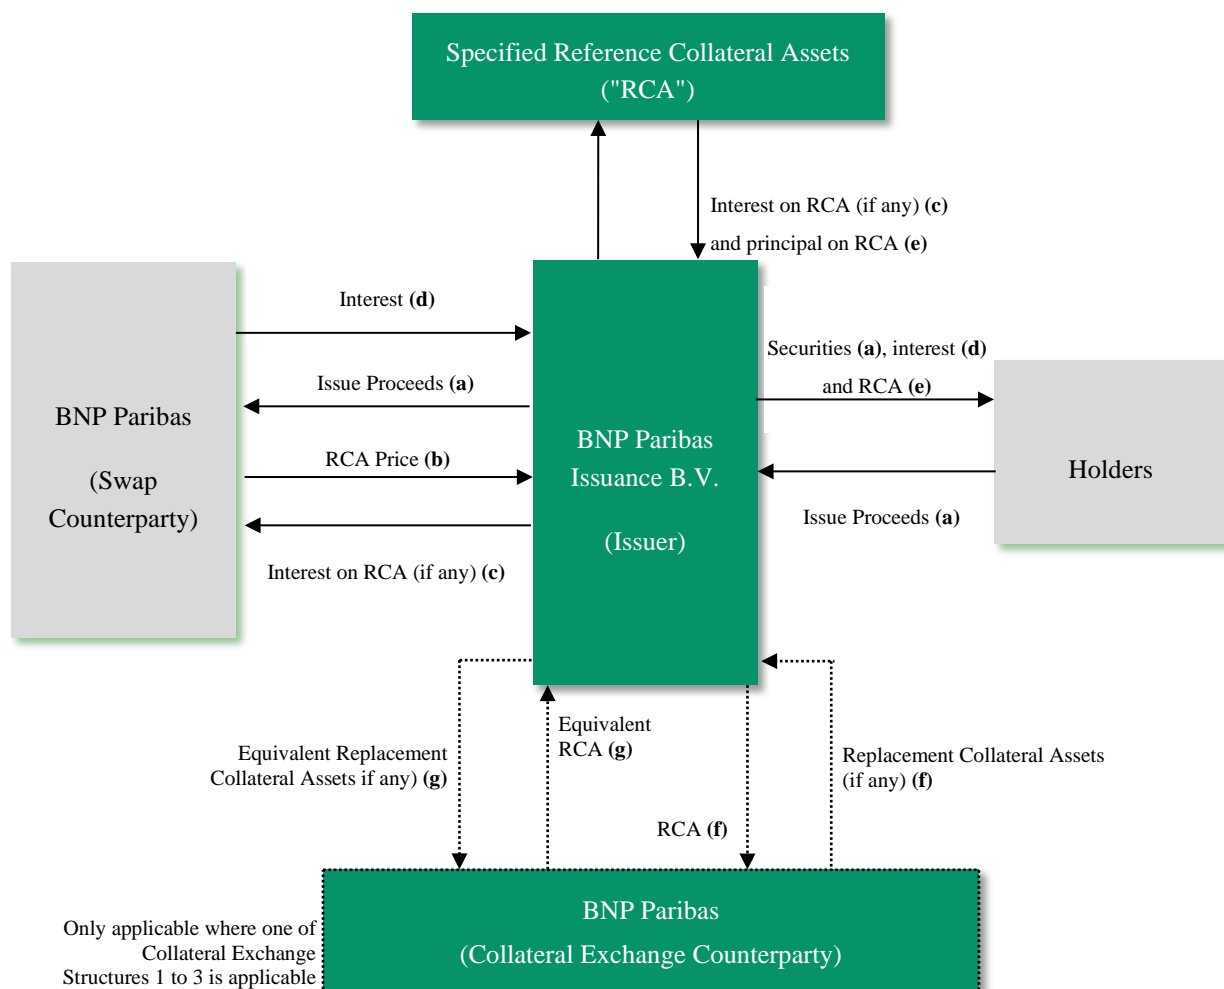 Specified Reference Collateral Assets
("RCA")
Interest on RCA (if any) (c)
and principal on RCA (e)
Interest (d)
Issue Proceeds (a)
RCA Price (b)
Interest on RCA (if any) (c)
BNP Paribas
(Swap
Counterparty)
BNP Paribas
Issuance B.V.
(Issuer)
Securities (a), interest (d)
and RCA (e)
Issue Proceeds (a)
Holders
Equivalent Replacement
Collateral Assets if any) (g)
Equivalent
RCA (g)
RCA (f)
Replacement Collateral Assets
(if any) (f)
Only applicable where one of
Collateral Exchange
Structures 1 to 3 is applicable
BNP Paribas
(Collateral Exchange Counterparty)